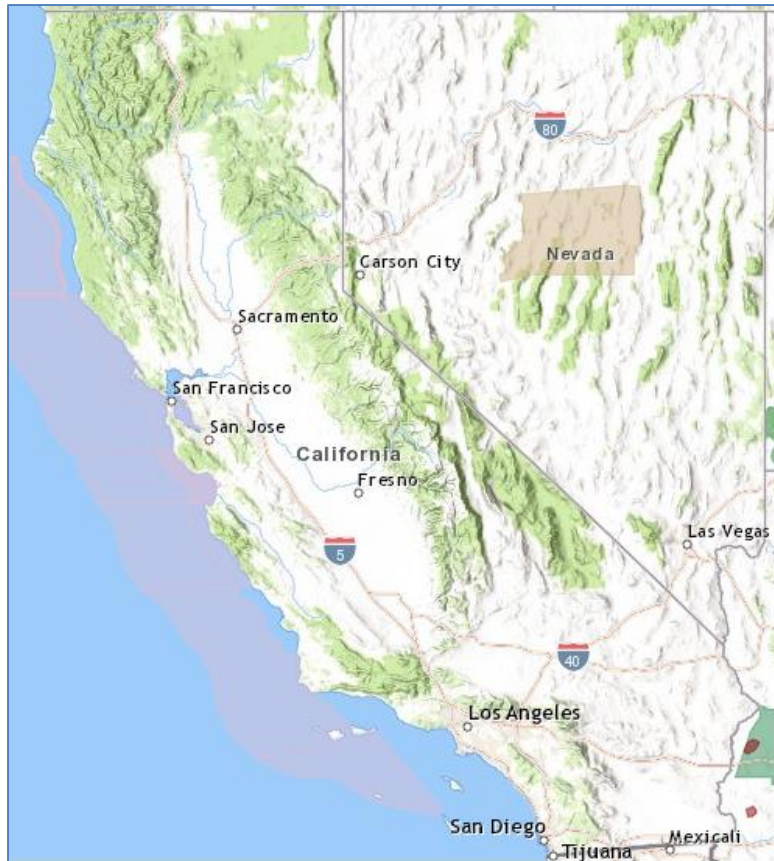 80
Nevada
Carson City
Sacramento
San Francisco
San Jose
California
Fresno
Las Vegas
5
40
Los Angeles
San Diego
Mexicali
Tijuana